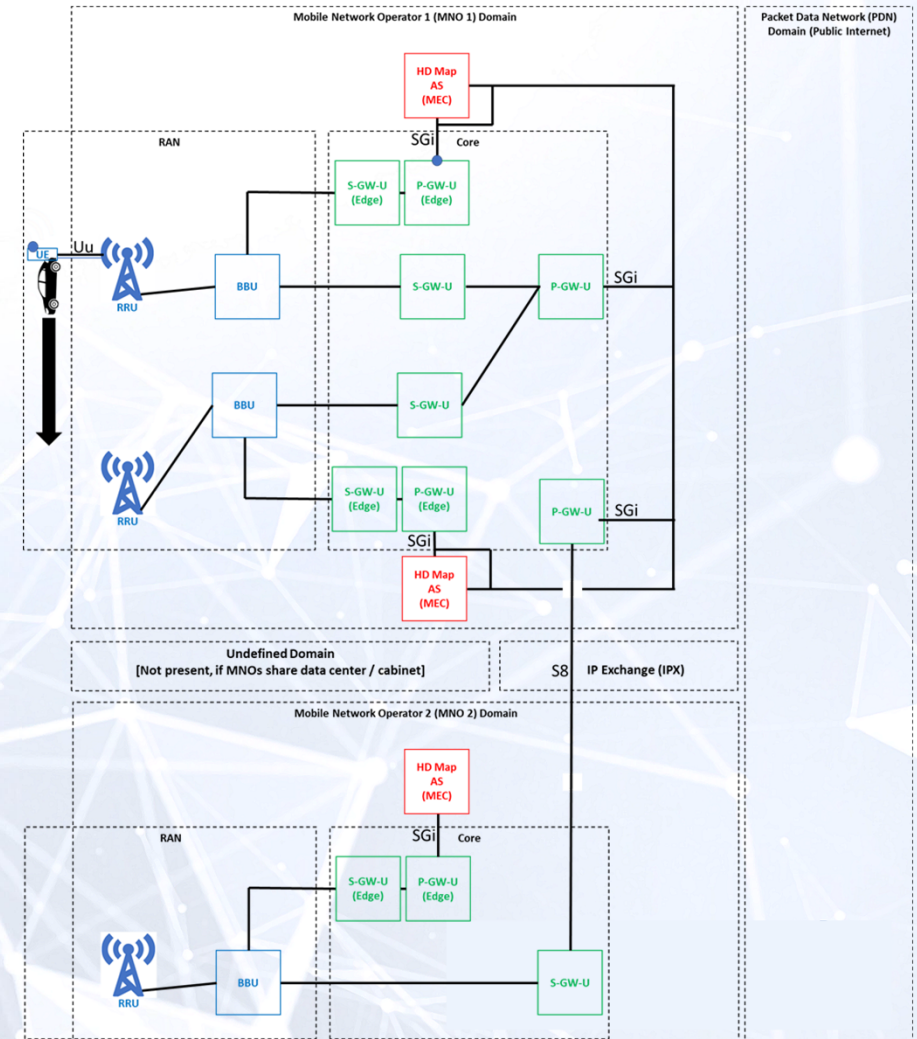 Mobile Network Operator 1 (MNO 1) Domain
Packet Data Network (PDN)
Domain (Public Internet)
HD Map
AS
(MEC)
RAN
SGi
Core
S-GW-U
(Edge)
P-GW-U
(Edge)
UE
Uu
RRU
BBU
S-GW-U
P-GW-U
SGi
BBU
S-GW-U
RRU
S-GW-U
(Edge)
P-GW-U
(Edge)
P-GW-U
SGi
SGi
HD Map
AS
(MEC)
Undefined Domain
[Not present, if MNOs share data center / cabinet]
S8
IP Exchange (IPX)
Mobile Network Operator 2 (MNO 2) Domain
HD Map
AS
(MEC)
RAN
SGi
Core
S-GW-U
(Edge)
P-GW-U
(Edge)
RRU
BBU
S-GW-U